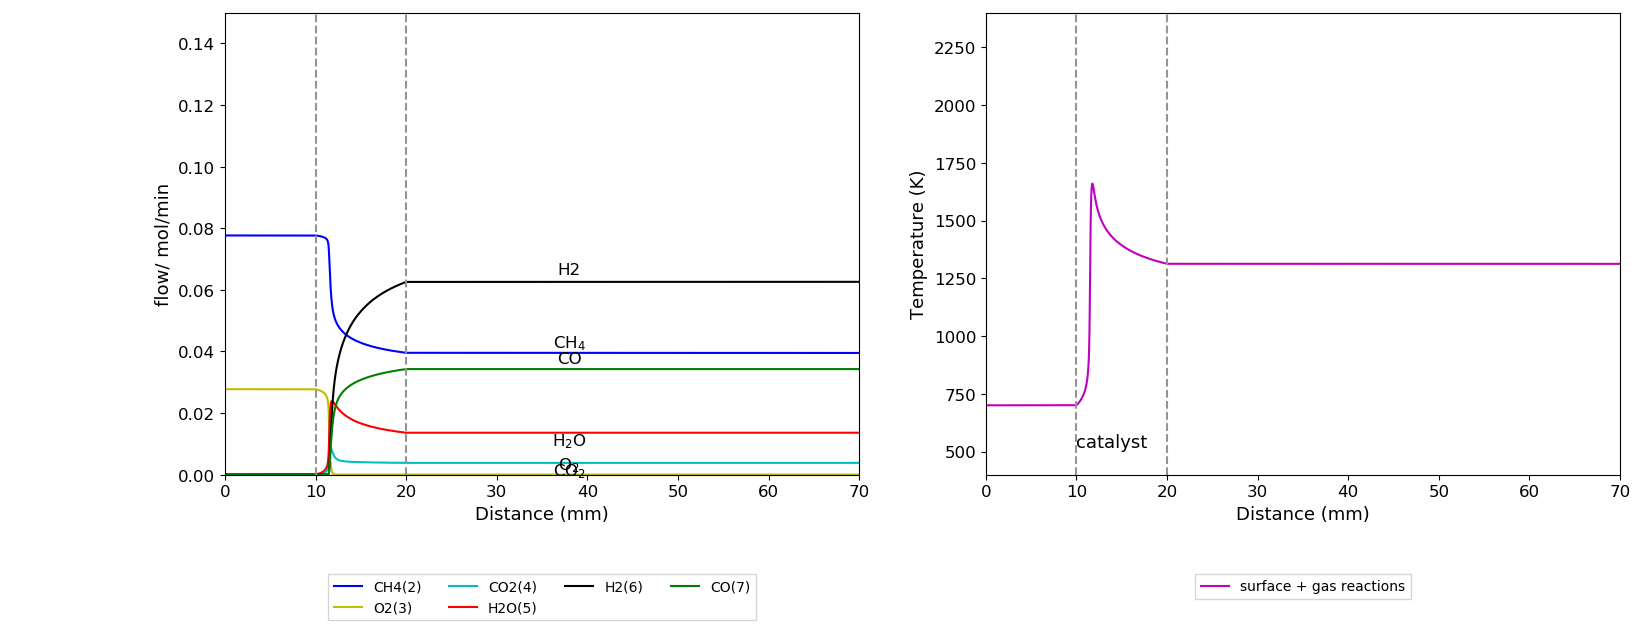 0.14
0.12
0.10
0.08
0.06
0.04
0.02
0.00
flow/ mol/min
H2
CH₄
CO
H₂O
O₂
CO₂
0 10 20 30 40 50 60 70
Distance (mm)
CH4(2) CO2(4) H2(6) CO(7)
O2(3) H2O(5)
2250
2000
1750
1500
1250
1000
750
500
Temperature (K)
catalyst
0 10 20 30 40 50 60 70
Distance (mm)
surface + gas reactions